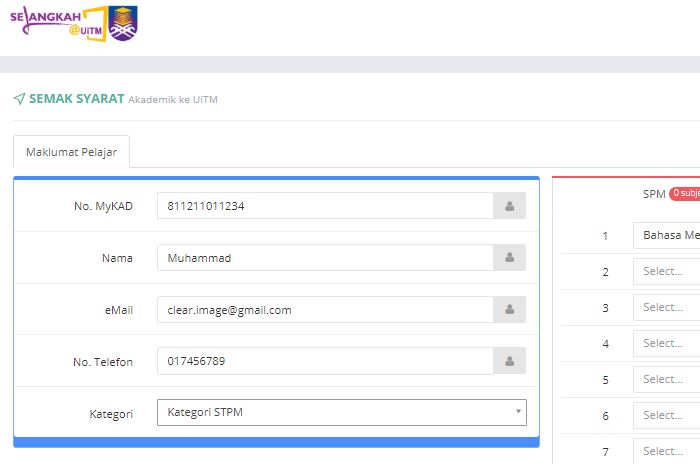 SELANGKAH
@UiTM
SEMAK SYARAT Akademik ke UiTM
Maklumat Pelajar
No. MyKAD 811211011234
Nama Muhammad
eMail clear.image@gmail.com
No. Telefon 017456789
Kategori Kategori STPM
SPM 0 subje
1 Bahasa Me
2 Select...
3 Select...
4 Select...
5 Select...
6 Select...
7 Select...